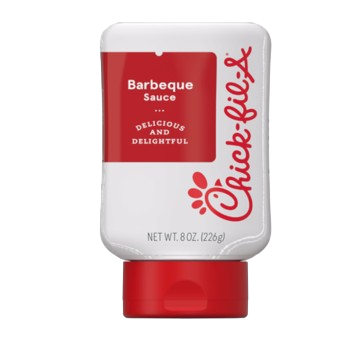 Barbeque
Sauce
...
DELICIOUS
AND
DELIGHTFUL
Chick-fil-A®
NET WT. 8 OZ. (226g)